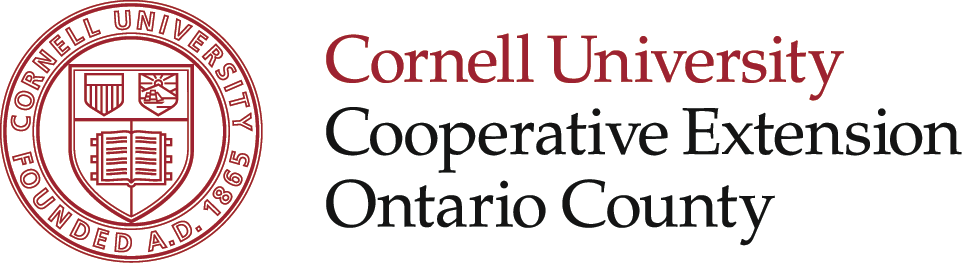 CORNELL UNIVERSITY
FOUNDED A.D. 1865
Cornell University
Cooperative Extension
Ontario County